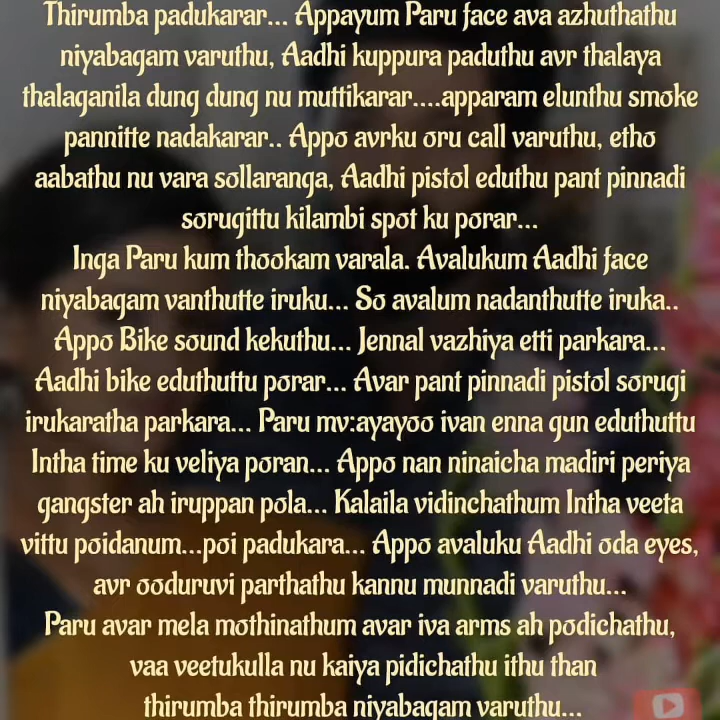 Thirumba padukarar... Appayum Paru face ava azhuthathu
niyabagam varuthu, Aadhi kuppura paduthu avr thalaya
thalaganila dung dung nu muttikarar....apparam elunthu smoke
pannitte nadakarar.. Appo avrku oru call varuthu, etho
aabathu nu vara sollaranga, Aadhi pistol eduthu pant pinnadi
sorugittu kilambi spot ku porar...
Inga Paru kum thookam varala. Avalukum Aadhi face
niyabagam vanthutte iruku... So avalum nadanthutte iruka..
Appo Bike sound kekuthu... Jennal vazhiya etti parkara...
Aadhi bike eduthuttu porar... Avar pant pinnadi pistol sorugi
irukaratha parkara... Paru mv:ayayoo ivan enna gun eduthuttu
Intha time ku veliya poran... Appo nan ninaicha madiri periya
gangster ah iruppan pola... Kalaila vidinchathum Intha veeta
vittu poidanum...poi padukara... Appo avaluku Aadhi oda eyes,
avr ooduruvi parthathu kannu munnadi varuthu...
Paru avar mela mothinathum avar iva arms ah podichathu,
vaa veetukulla nu kaiya pidichathu ithu than
thirumba thirumba niyabagam varuthu...